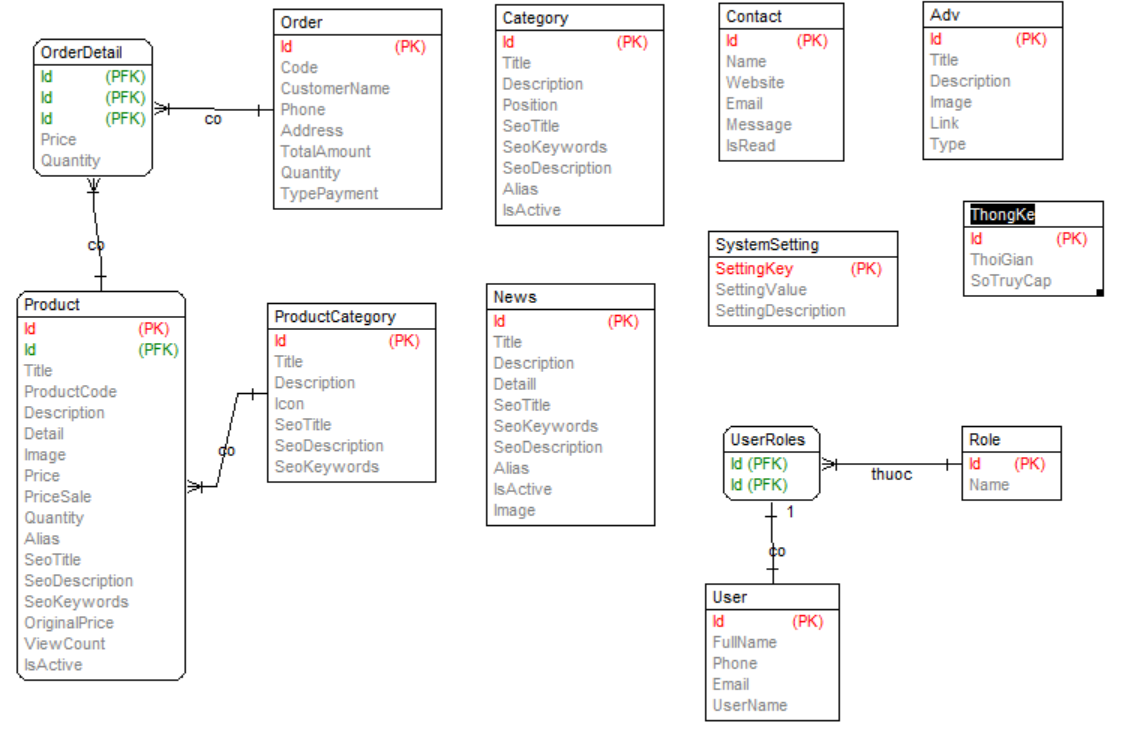 OrderDetail
Id (PFK)
Id (PFK)
Id (PFK)
Price
Quantity
co
Order
Id (PK)
Code
CustomerName
Phone
Address
TotalAmount
Quantity
TypePayment
Category
Id (PK)
Title
Description
Position
SeoTitle
SeoKeywords
SeoDescription
Alias
IsActive
Contact
Id (PK)
Name
Website
Email
Message
IsRead
Adv
Id (PK)
Title
Description
Image
Link
Type
co
Product
Id (PK)
Id (PFK)
Title
ProductCode
Description
Detail
Image
Price
PriceSale
Quantity
Alias
SeoTitle
SeoDescription
SeoKeywords
OriginalPrice
ViewCount
IsActive
co
ProductCategory
Id (PK)
Title
Description
Icon
SeoTitle
SeoDescription
SeoKeywords
News
Id (PK)
Title
Description
Detaill
SeoTitle
SeoKeywords
SeoDescription
Alias
IsActive
Image
SystemSetting
SettingKey (PK)
SettingValue
SettingDescription
ThongKe
Id (PK)
ThoiGian
SoTruyCap
UserRoles
Id (PFK)
Id (PFK)
thuoc
Role
Id (PK)
Name
1
co
User
Id (PK)
FullName
Phone
Email
UserName